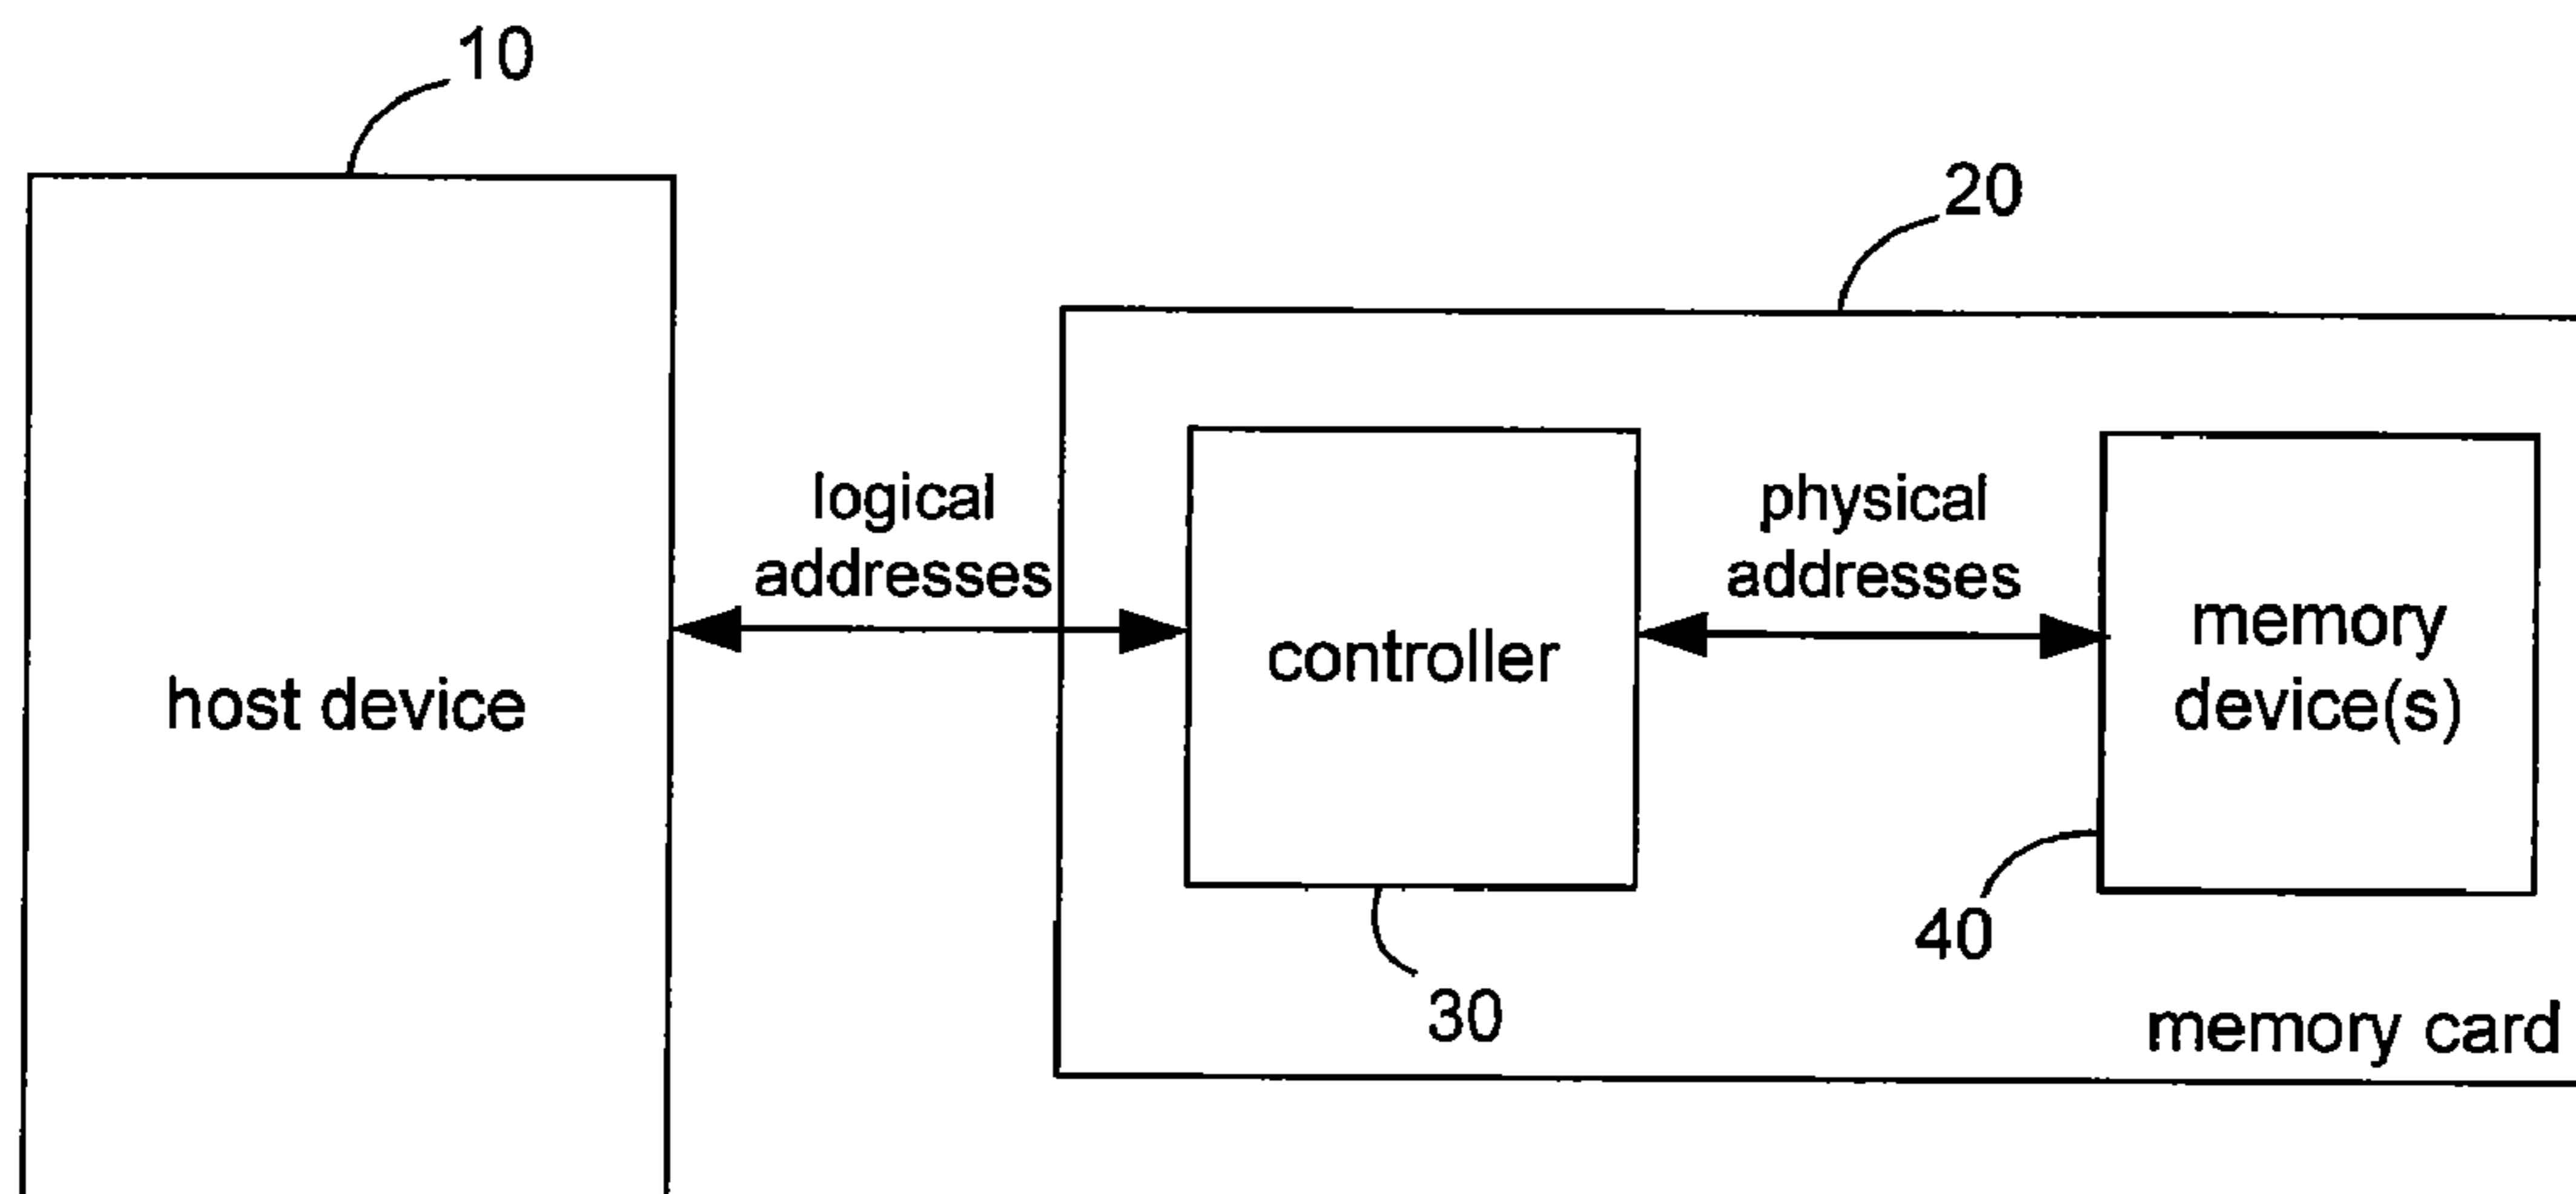 10
20
logical
addresses
physical
addresses
host device
controller
memory
device(s)
40
30
memory card